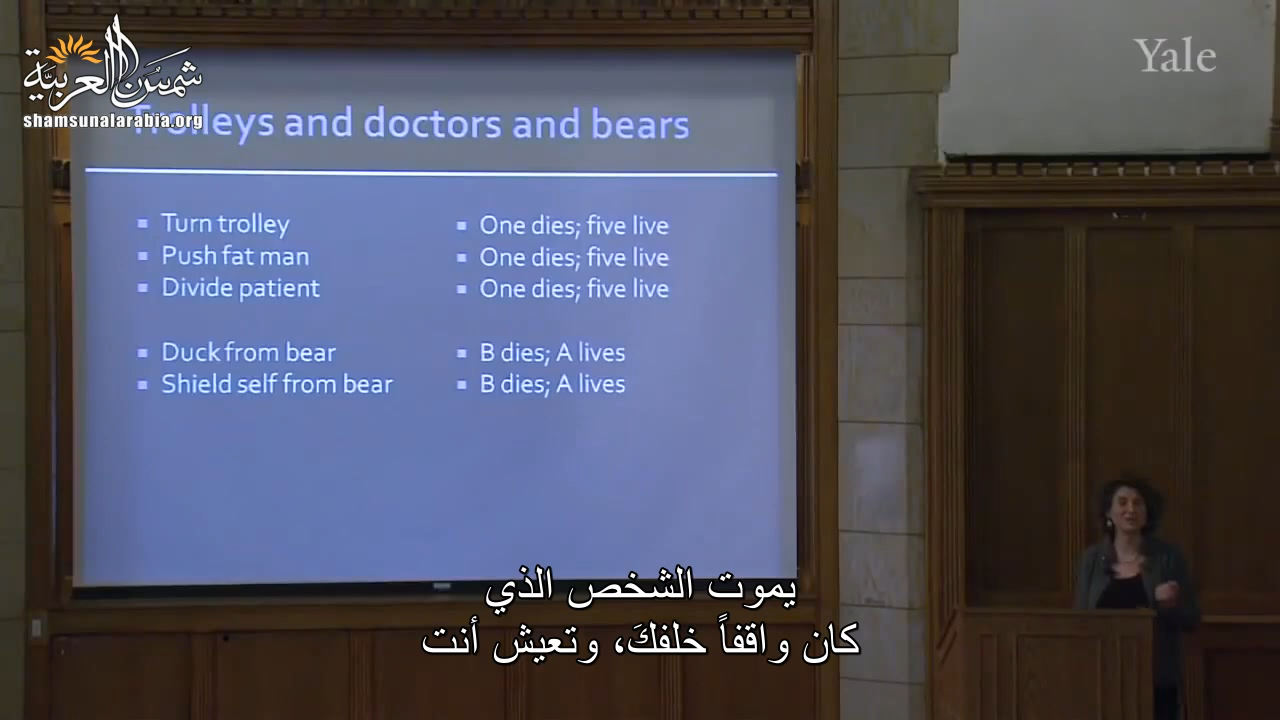 شمس العربية
shamsunalarabia.org
Yale
Trolleys and doctors and bears
Turn trolley
One dies; five live
Push fat man
One dies; five live
Divide patient
One dies; five live
Duck from bear
B dies; A lives
Shield self from bear
B dies; A lives
يموت الشخص الذي
كان واقفاً خلفكَ، وتعيش أنت